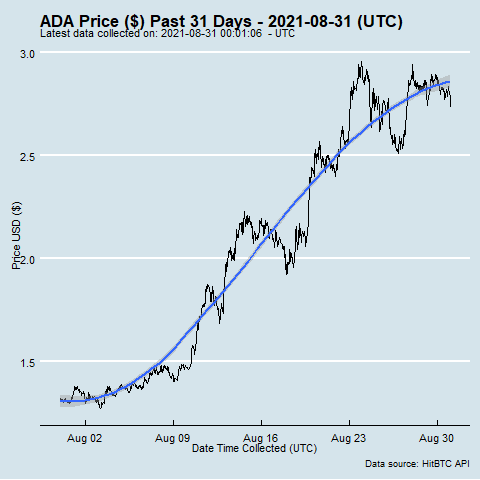 ADA Price ($) Past 31 Days - 2021-08-31 (UTC)
Latest data collected on: 2021-08-31 00:01:06 - UTC
3.0
2.5
2.0
1.5
Price USD ($)
Aug 02 Aug 09 Aug 16 Aug 23 Aug 30
Date Time Collected (UTC)
Data source: HitBTC API